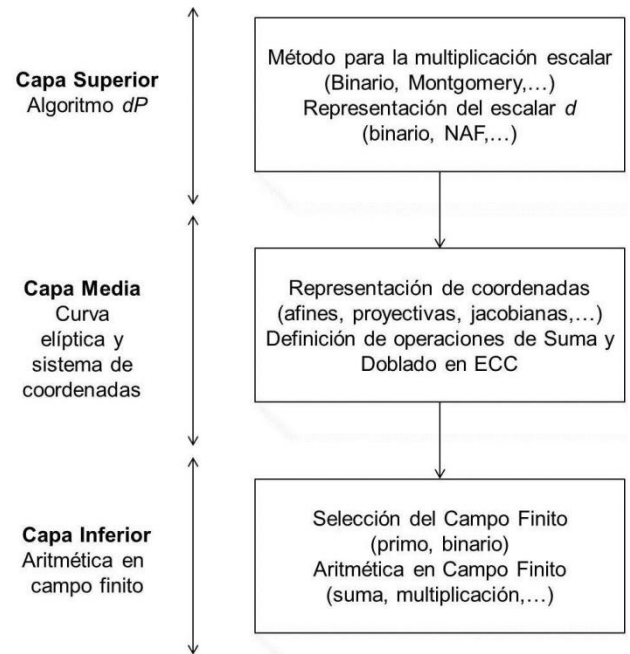 Capa Superior
Algoritmo dP
Método para la multiplicación escalar
(Binario, Montgomery,…)
Representación del escalar d
(binario, NAF,…)
Capa Media
Curva
elíptica y
sistema de
coordenadas
Representación de coordenadas
(afines, proyectivas, jacobianas,…)
Definición de operaciones de Suma y
Doblado en ECC
Capa Inferior
Aritmética en
campo finito
Selección del Campo Finito
(primo, binario)
Aritmética en Campo Finito
(suma, multiplicación,…)